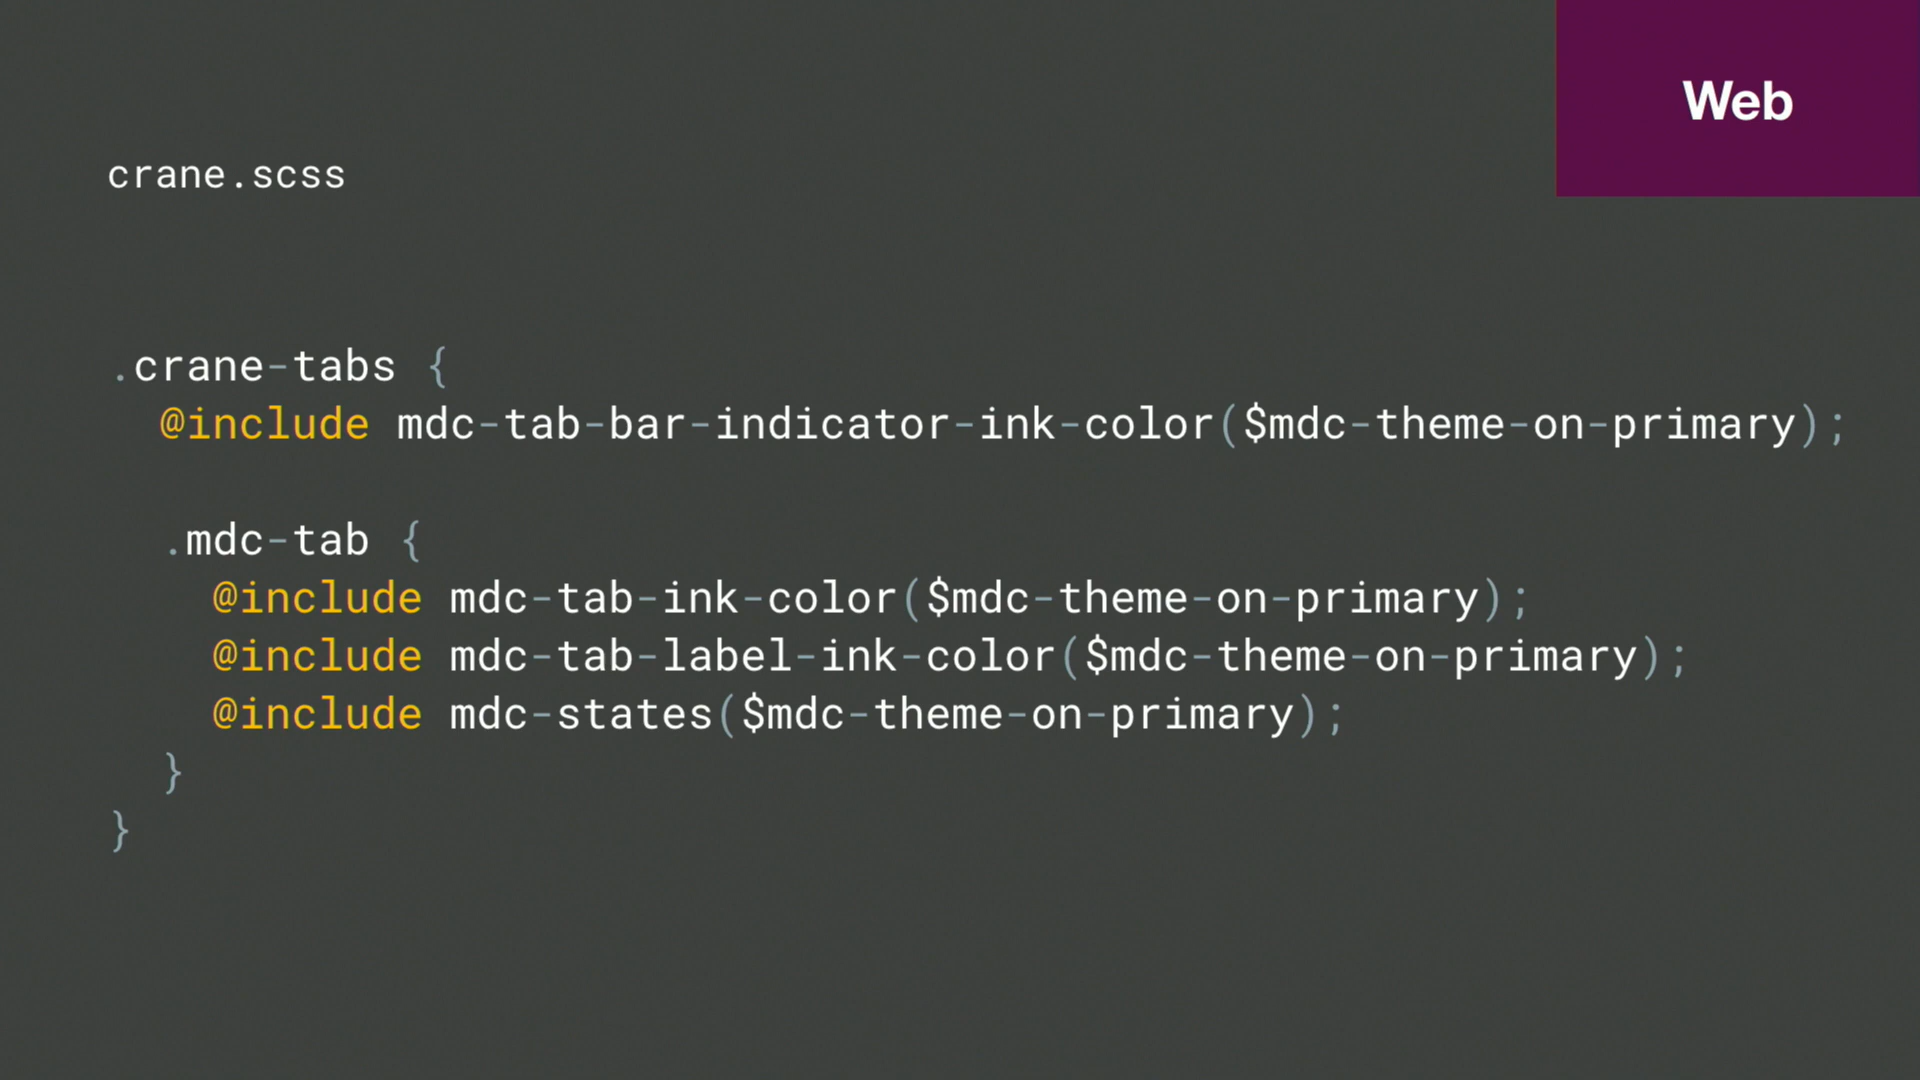 Web
crane.scss
.crane-tabs {
  @include mdc-tab-bar-indicator-ink-color($mdc-theme-on-primary);
  .mdc-tab {
    @include mdc-tab-ink-color($mdc-theme-on-primary);
    @include mdc-tab-label-ink-color($mdc-theme-on-primary);
    @include mdc-states($mdc-theme-on-primary);
  }
}